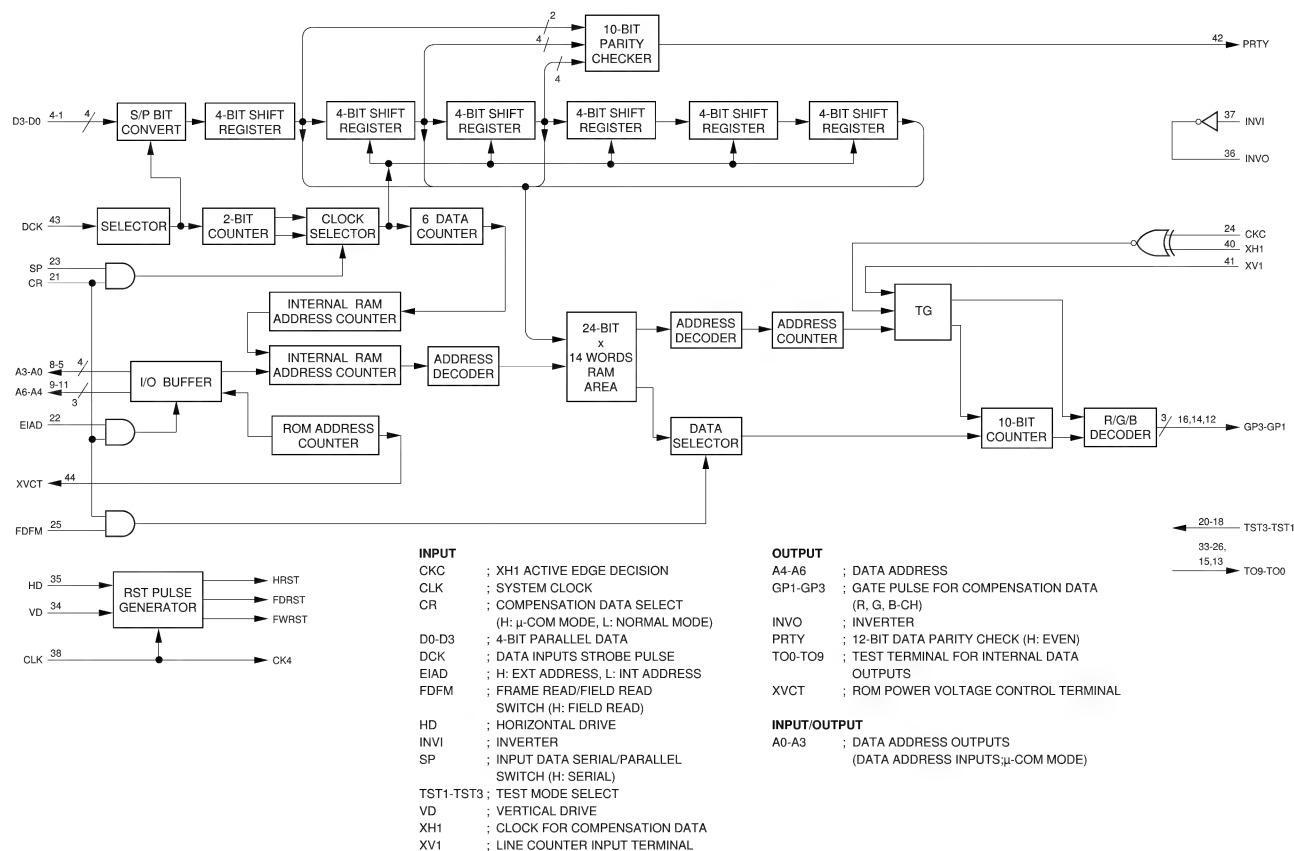 2
10-BIT
PARITY
CHECKER
4
4
42 PRTY
D3-D0 4-1 4
S/P BIT
CONVERT
4-BIT SHIFT
REGISTER
4-BIT SHIFT
REGISTER
4-BIT SHIFT
REGISTER
4-BIT SHIFT
REGISTER
4-BIT SHIFT
REGISTER
4-BIT SHIFT
REGISTER
37 INVI
36 INVO
DCK 43
SELECTOR
2-BIT
COUNTER
CLOCK
SELECTOR
6 DATA
COUNTER
24 CKC
40 XH1
41 XV1
SP 23
CR 21
INTERNAL RAM
ADDRESS COUNTER
INTERNAL RAM
ADDRESS COUNTER
ADDRESS
DECODER
24-BIT
x
14 WORDS
RAM
AREA
ADDRESS
DECODER
ADDRESS
COUNTER
TG
A3-A0 8-5 4
A6-A4 9-11 3
I/O BUFFER
EIAD 22
ROM ADDRESS
COUNTER
DATA
SELECTOR
10-BIT
COUNTER
R/G/B
DECODER
3 16,14,12 GP3-GP1
XVCT 44
FDFM 25
20-18 TST3-TST1
33-26,
15,13 TO9-TO0
HD 35
VD 34
RST PULSE
GENERATOR
HRST
FDRST
FWRST
CLK 38 CK4
INPUT
CKC ; XH1 ACTIVE EDGE DECISION
CLK ; SYSTEM CLOCK
CR ; COMPENSATION DATA SELECT
(H: µ-COM MODE, L: NORMAL MODE)
D0-D3 ; 4-BIT PARALLEL DATA
DCK ; DATA INPUTS STROBE PULSE
EIAD ; H: EXT ADDRESS, L: INT ADDRESS
FDFM ; FRAME READ/FIELD READ
SWITCH (H: FIELD READ)
HD ; HORIZONTAL DRIVE
INVI ; INVERTER
SP ; INPUT DATA SERIAL/PARALLEL
SWITCH (H: SERIAL)
TST1-TST3 ; TEST MODE SELECT
VD ; VERTICAL DRIVE
XH1 ; CLOCK FOR COMPENSATION DATA
XV1 ; LINE COUNTER INPUT TERMINAL
OUTPUT
A4-A6 ; DATA ADDRESS
GP1-GP3 ; GATE PULSE FOR COMPENSATION DATA
(R, G, B-CH)
INVO ; INVERTER
PRTY ; 12-BIT DATA PARITY CHECK (H: EVEN)
TO0-TO9 ; TEST TERMINAL FOR INTERNAL DATA
OUTPUTS
XVCT ; ROM POWER VOLTAGE CONTROL TERMINAL
INPUT/OUTPUT
A0-A3 ; DATA ADDRESS OUTPUTS
(DATA ADDRESS INPUTS;µ-COM MODE)